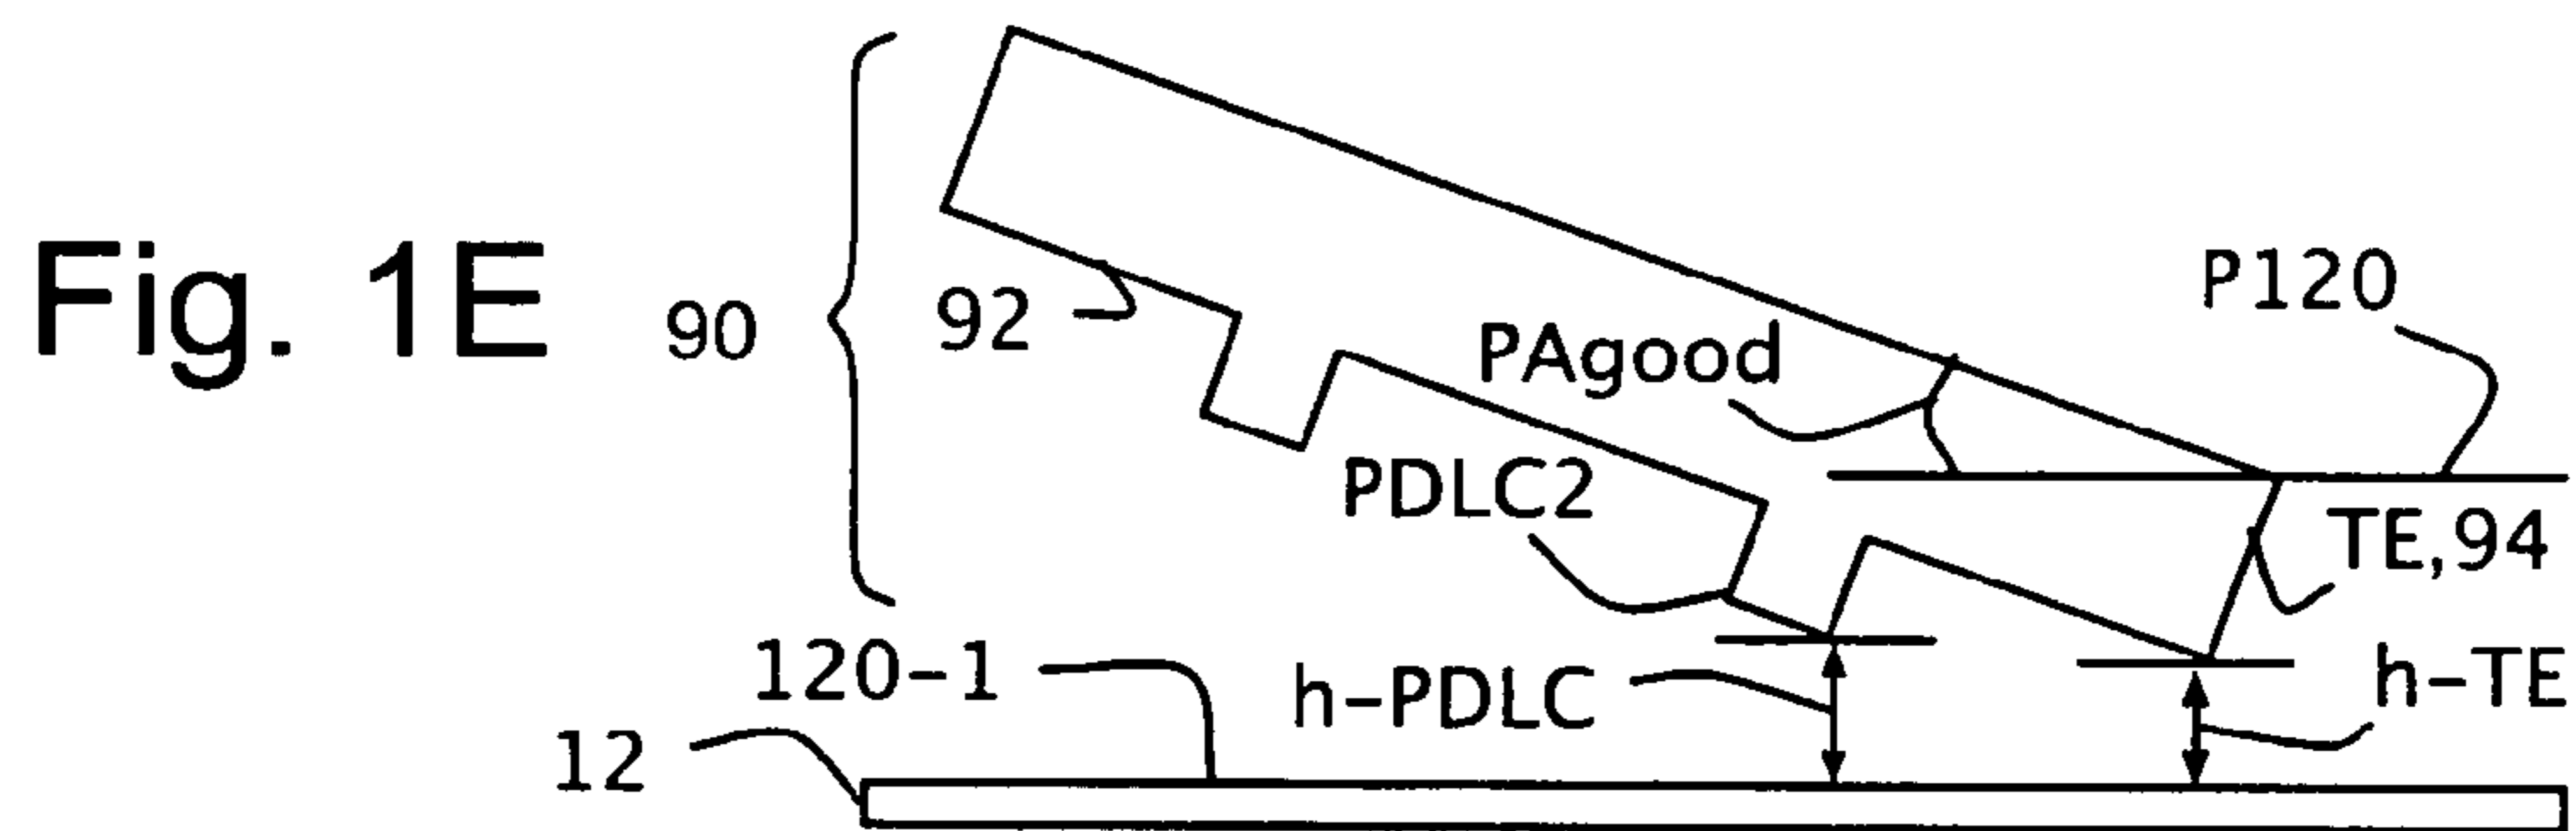 Fig. 1E
90
92
PAgood
P120
PDLC2
TE,94
120-1
h-PDLC
h-TE
12